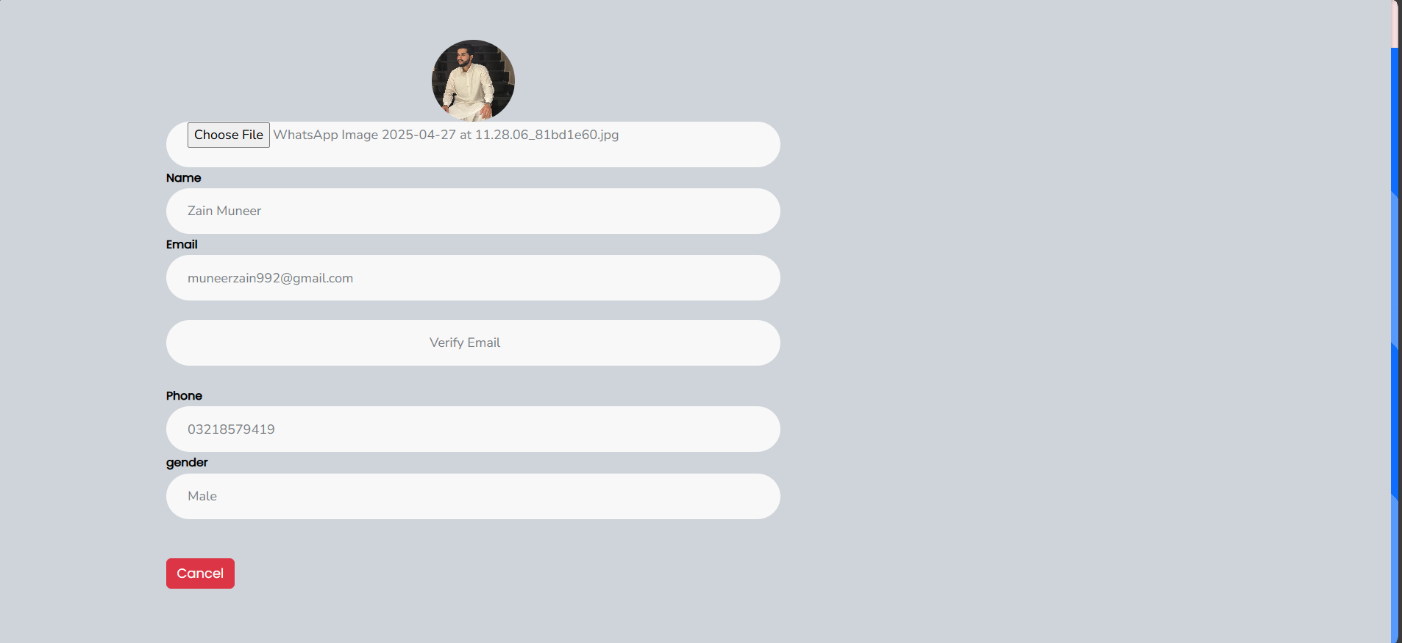 Choose File WhatsApp Image 2025-04-27 at 11.28.06_81bd1e60.jpg
Name
Zain Muneer
Email
muneerzain992@gmail.com
Verify Email
Phone
03218579419
gender
Male
Cancel